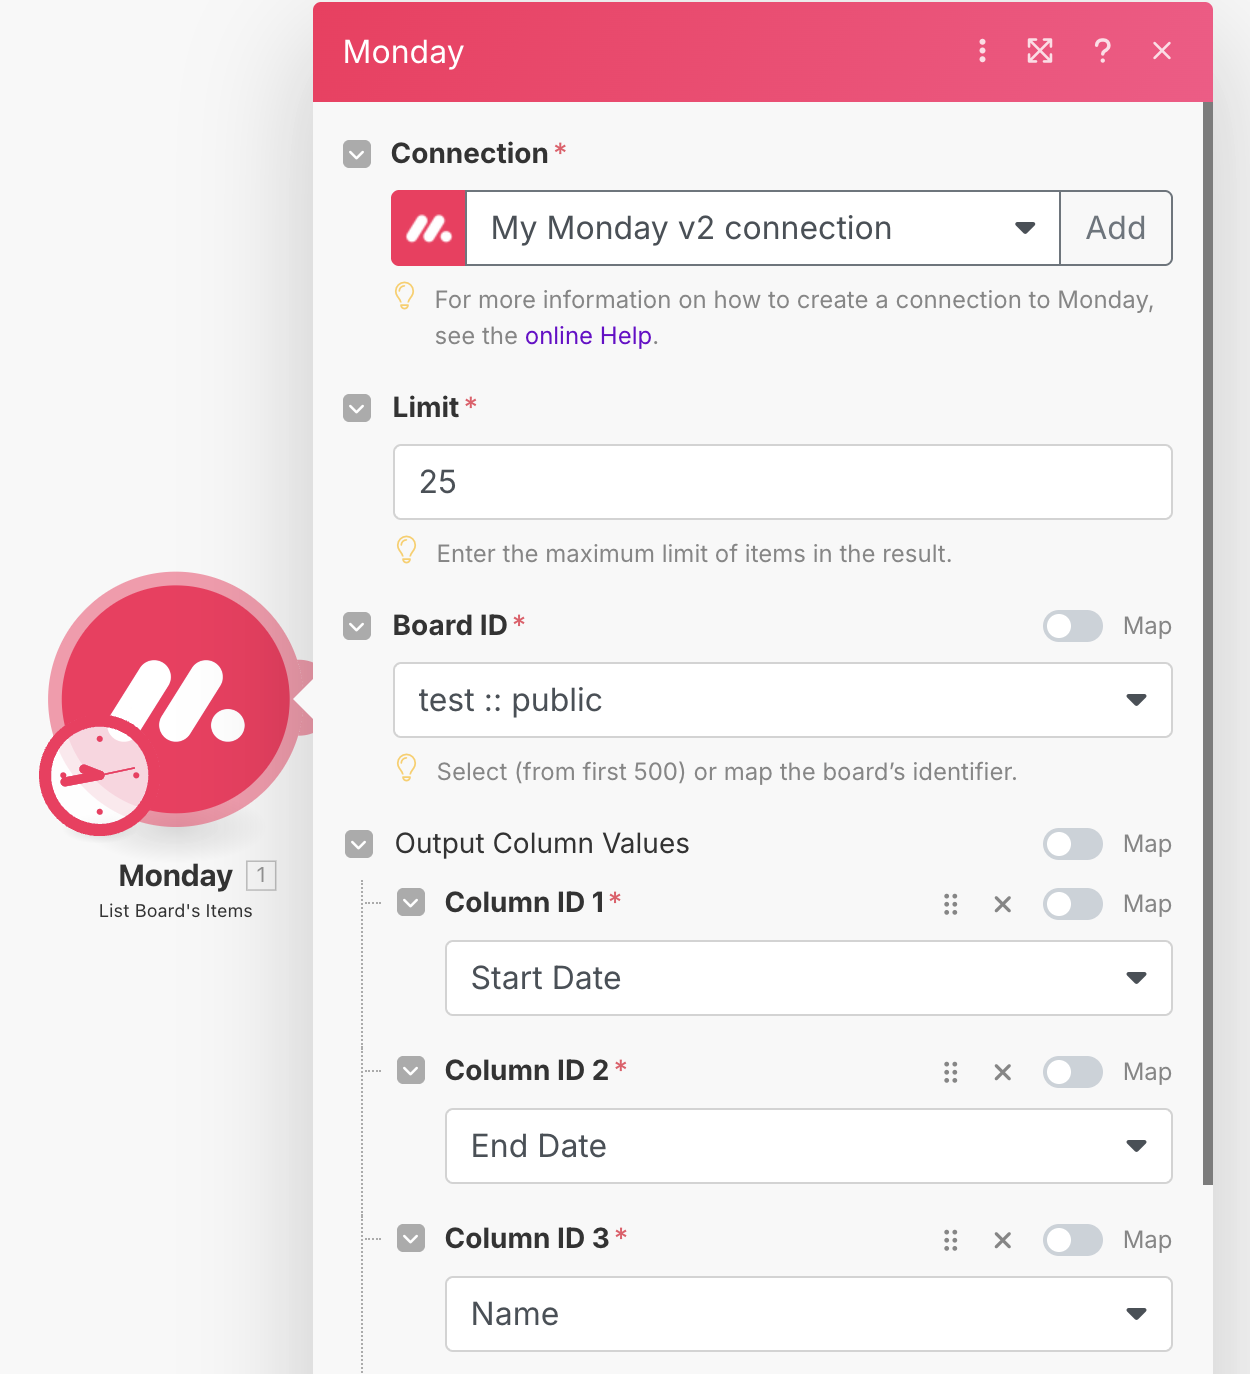 Monday
?
Connection *
My Monday v2 connection
Add
For more information on how to create a connection to Monday,
see the online Help.
Limit *
25
Enter the maximum limit of items in the result.
Board ID *
Map
test :: public
Select (from first 500) or map the board’s identifier.
Output Column Values
Map
Column ID 1 *
Map
Start Date
Column ID 2 *
Map
End Date
Column ID 3 *
Map
Name
Monday 1
List Board's Items